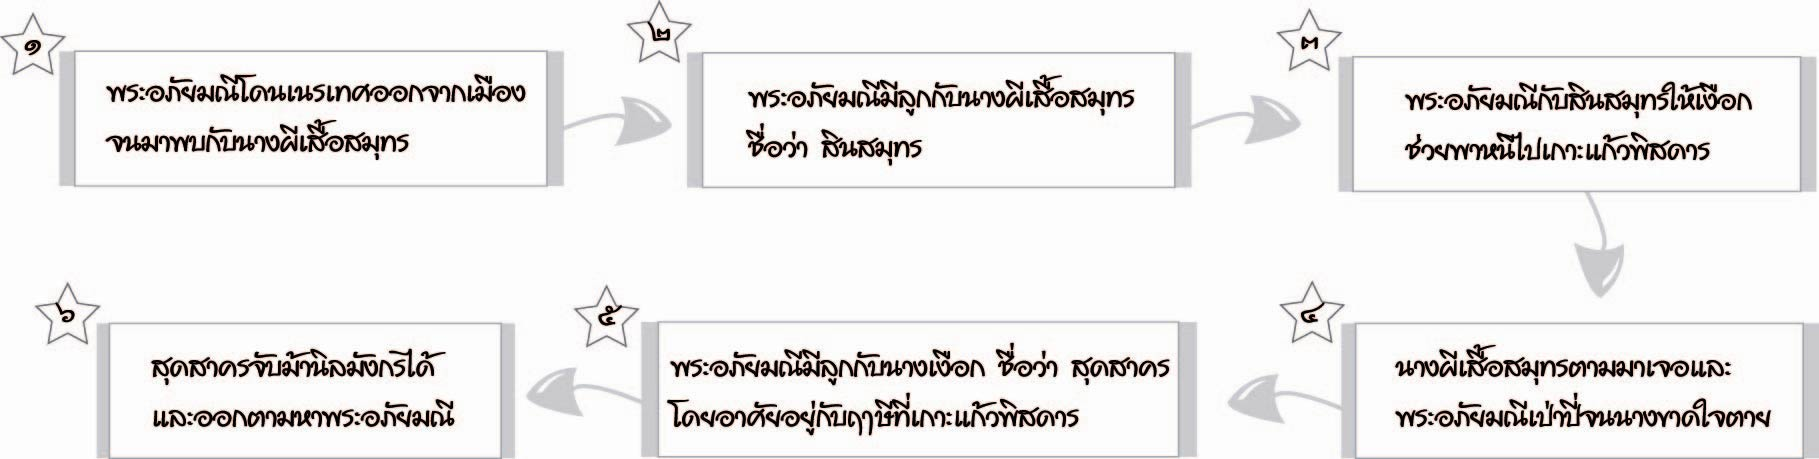 ๑
พระอภัยมณีโดนเนรเทศออกจากเมือง
จนมาพบกับนางผีเสื้อสมุทร
๒
พระอภัยมณีมีลูกกับนางผีเสื้อสมุทร
ชื่อว่า สินสมุทร
๓
พระอภัยมณีกับสินสมุทรให้เงือก
ช่วยพาหนีไปเกาะแก้วพิสดาร
๔
นางผีเสื้อสมุทรตามมาเจอและ
พระอภัยมณีเป่าปี่จนนางขาดใจตาย
๕
พระอภัยมณีมีลูกกับนางเงือก ชื่อว่า สุดสาคร
โดยอาศัยอยู่กับฤๅษีที่เกาะแก้วพิสดาร
๖
สุดสาครจับม้านิลมังกรได้
และออกตามหาพระอภัยมณี